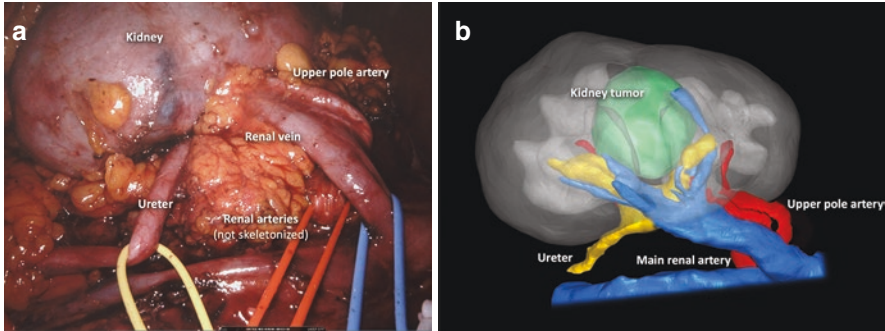 a
Kidney
Upper pole artery
Renal vein
Ureter
Renal arteries
(not skeletonized)
b
Kidney tumor
Upper pole artery
Ureter
Main renal artery